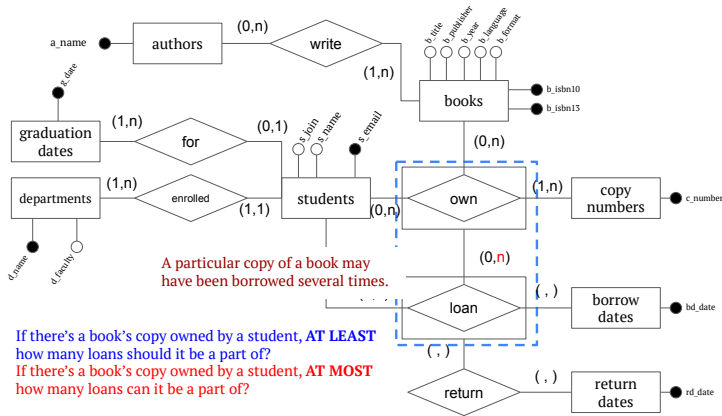 a_name
authors
(0,n)
write
(1,n)
b_title
b_publisher
b_year
b_language
b_format
books
b_isbn10
b_isbn13
(0,n)
g_date
graduation
dates
(1,n)
for
(0,1)
s_join
s_name
s_email
departments
(1,n)
enrolled
(1,1)
students
(0,n)
own
(1,n)
copy
numbers
c_number
d_name
d_faculty
A particular copy of a book may
have been borrowed several times.
(0,n)
loan
( , )
borrow
dates
bd_date
If there's a book's copy owned by a student, AT LEAST
how many loans should it be a part of?
If there's a book's copy owned by a student, AT MOST
how many loans can it be a part of?
( , )
return
( , )
return
dates
rd_date